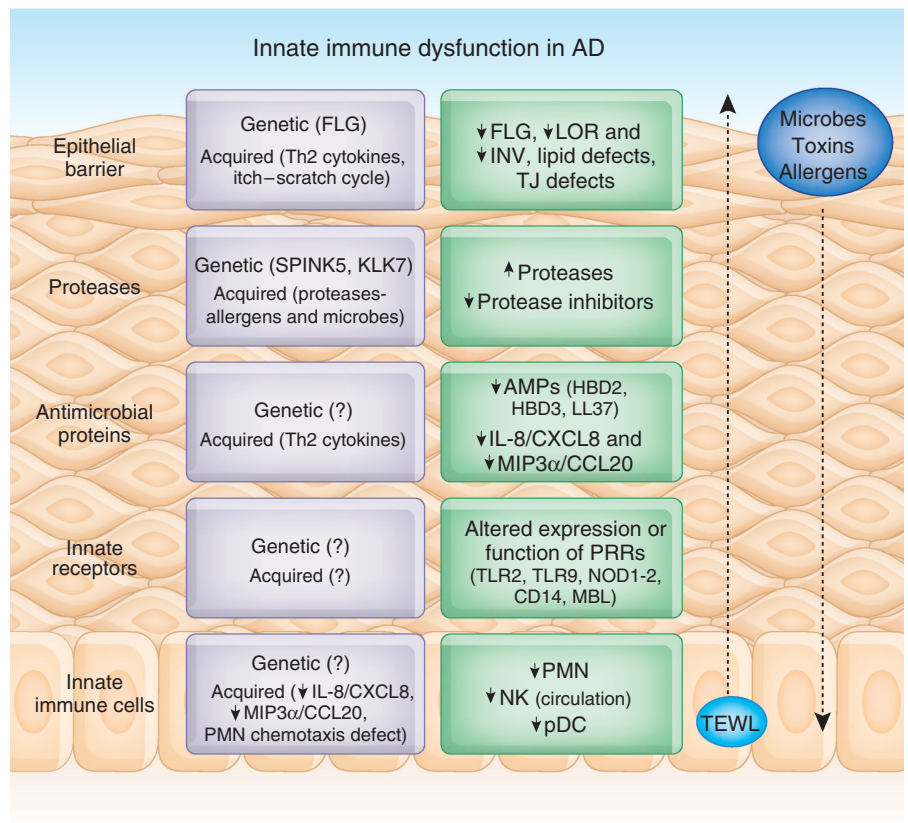 Innate immune dysfunction in AD
Epithelial
barrier
Genetic (FLG)
Acquired (Th2 cytokines,
itch–scratch cycle)
↓FLG, ↓LOR and
↓INV, lipid defects,
TJ defects
Microbes
Toxins
Allergens
Proteases
Genetic (SPINK5, KLK7)
Acquired (proteases-
allergens and microbes)
↑Proteases
↓Protease inhibitors
Antimicrobial
proteins
Genetic (?)
Acquired (Th2 cytokines)
↓AMPs (HBD2,
HBD3, LL37)
↓IL-8/CXCL8 and
↓MIP3α/CCL20
Innate
receptors
Genetic (?)
Acquired (?)
Altered expression or
function of PRRs
(TLR2, TLR9, NOD1-2,
CD14, MBL)
Innate
immune cells
Genetic (?)
Acquired (↓ IL-8/CXCL8,
↓MIP3α/CCL20,
PMN chemotaxis defect)
↓PMN
↓NK (circulation)
↓pDC
TEWL